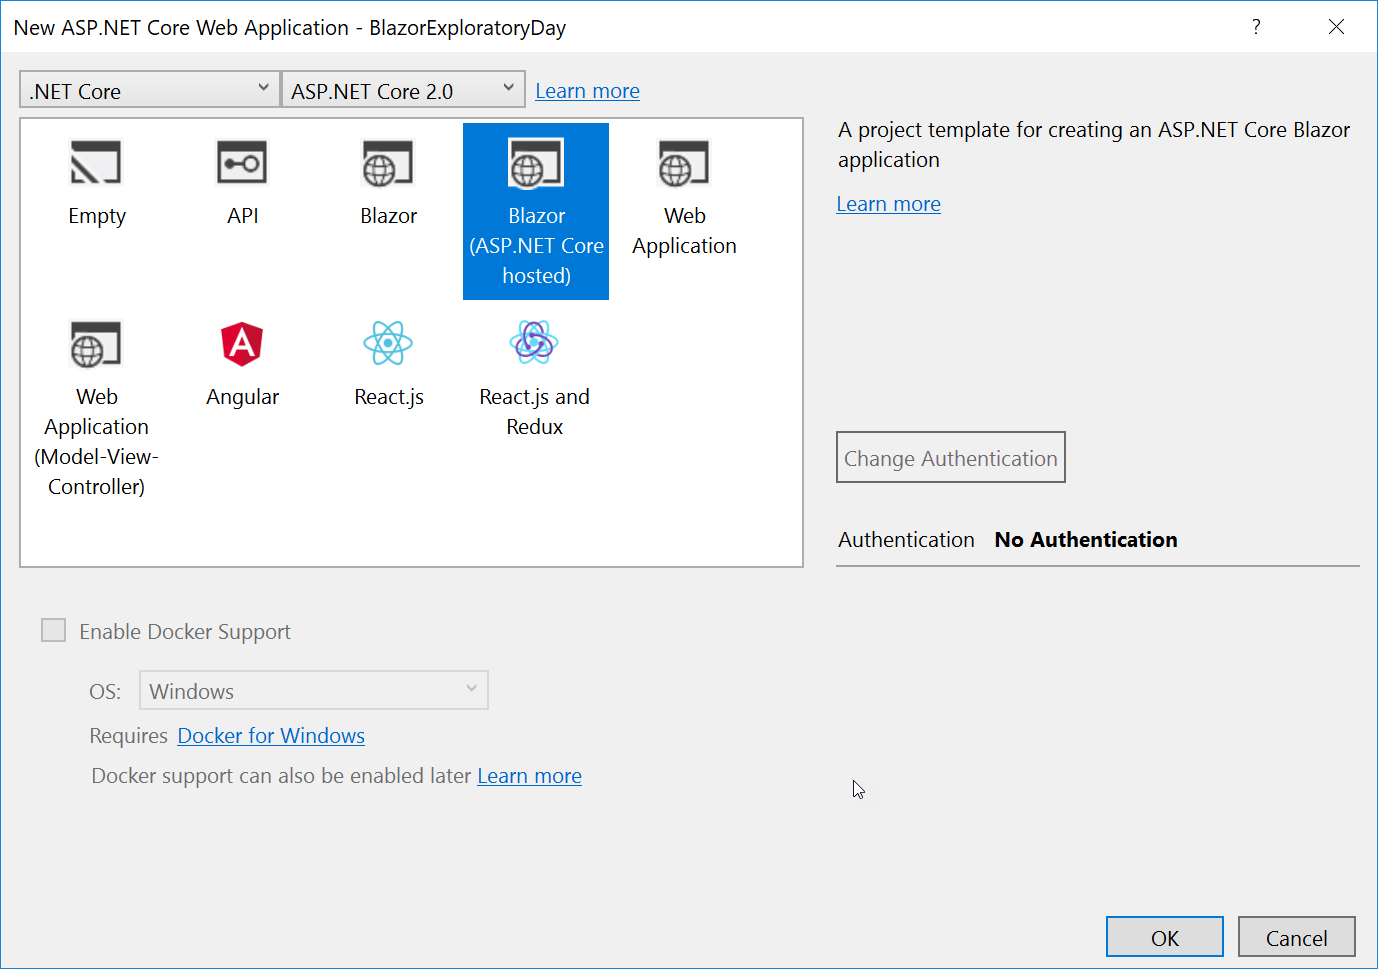 New ASP.NET Core Web Application - BlazorExploratoryDay
?
.NET Core
ASP.NET Core 2.0
Learn more
Empty
API
Blazor
Blazor
(ASP.NET Core
hosted)
Web
Application
Web
Application
(Model-View-
Controller)
Angular
React.js
React.js and
Redux
A project template for creating an ASP.NET Core Blazor
application
Learn more
Change Authentication
Authentication No Authentication
Enable Docker Support
OS: Windows
Requires Docker for Windows
Docker support can also be enabled later Learn more
OK
Cancel